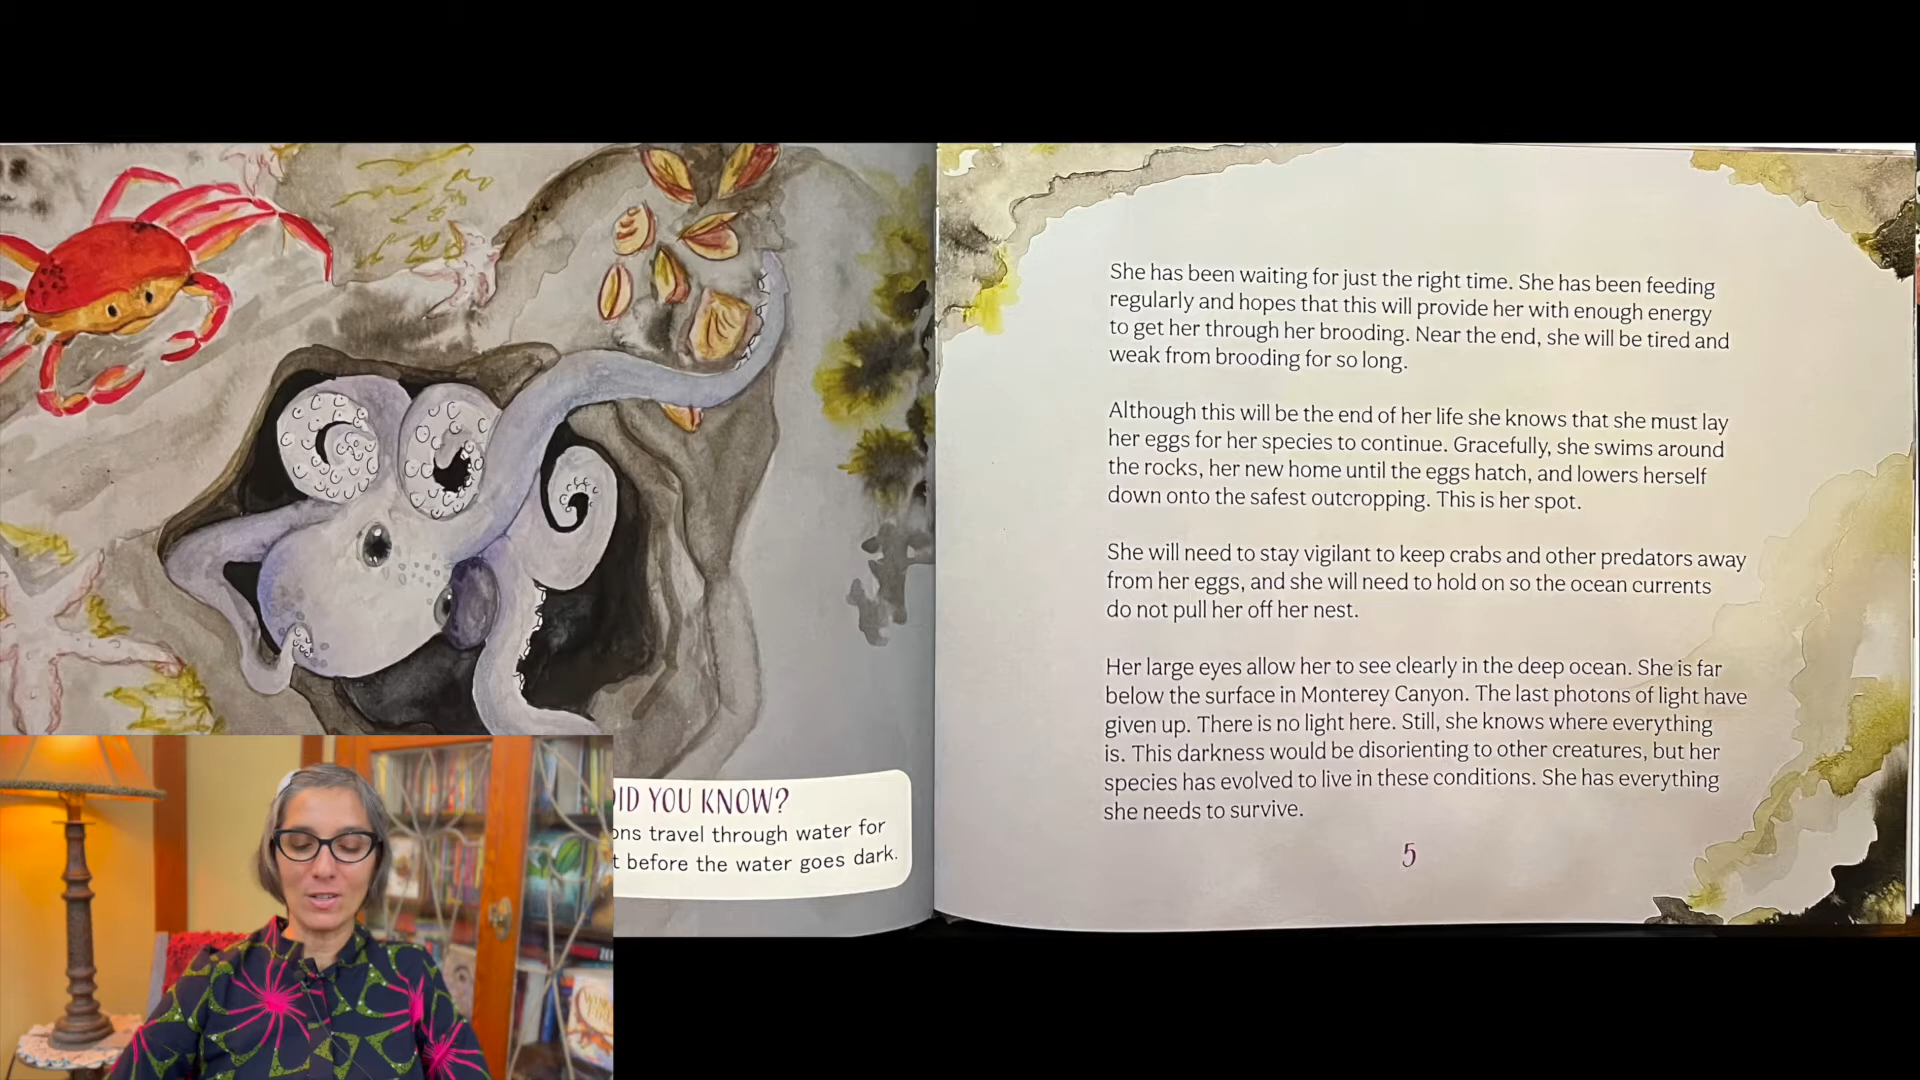 DID YOU KNOW?
travel through water for
before the water goes dark.
She has been waiting for just the right time. She has been feeding
regularly and hopes that this will provide her with enough energy
to get her through her brooding. Near the end, she will be tired and
weak from brooding for so long.
Although this will be the end of her life she knows that she must lay
her eggs for her species to continue. Gracefully, she swims around
the rocks, her new home until the eggs hatch, and lowers herself
down onto the safest outcropping. This is her spot.
She will need to stay vigilant to keep crabs and other predators away
from her eggs, and she will need to hold on so the ocean currents
do not pull her off her nest.
Her large eyes allow her to see clearly in the deep ocean. She is far
below the surface in Monterey Canyon. The last photons of light have
given up. There is no light here. Still, she knows where everything
is. This darkness would be disorienting to other creatures, but her
species has evolved to live in these conditions. She has everything
she needs to survive.
5